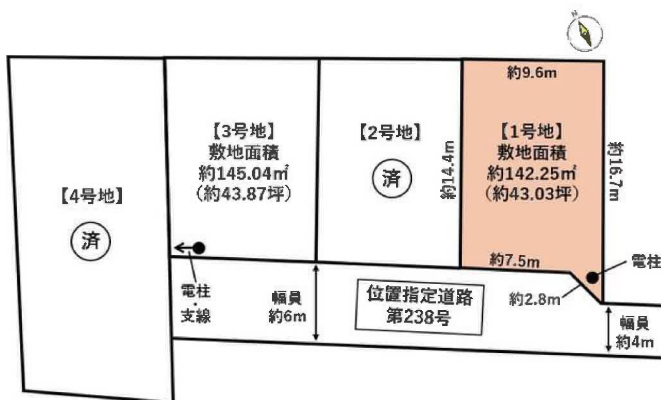 N
約9.6m
【1号地】
敷地面積
約142.25㎡
（約43.03坪）
約16.7m
約14.4m
約7.5m
約2.8m
電柱
【2号地】
済
【3号地】
敷地面積
約145.04㎡
（約43.87坪）
【4号地】
済
電柱
・
支線
幅員
約6m
位置指定道路
第238号
幅員
約4m